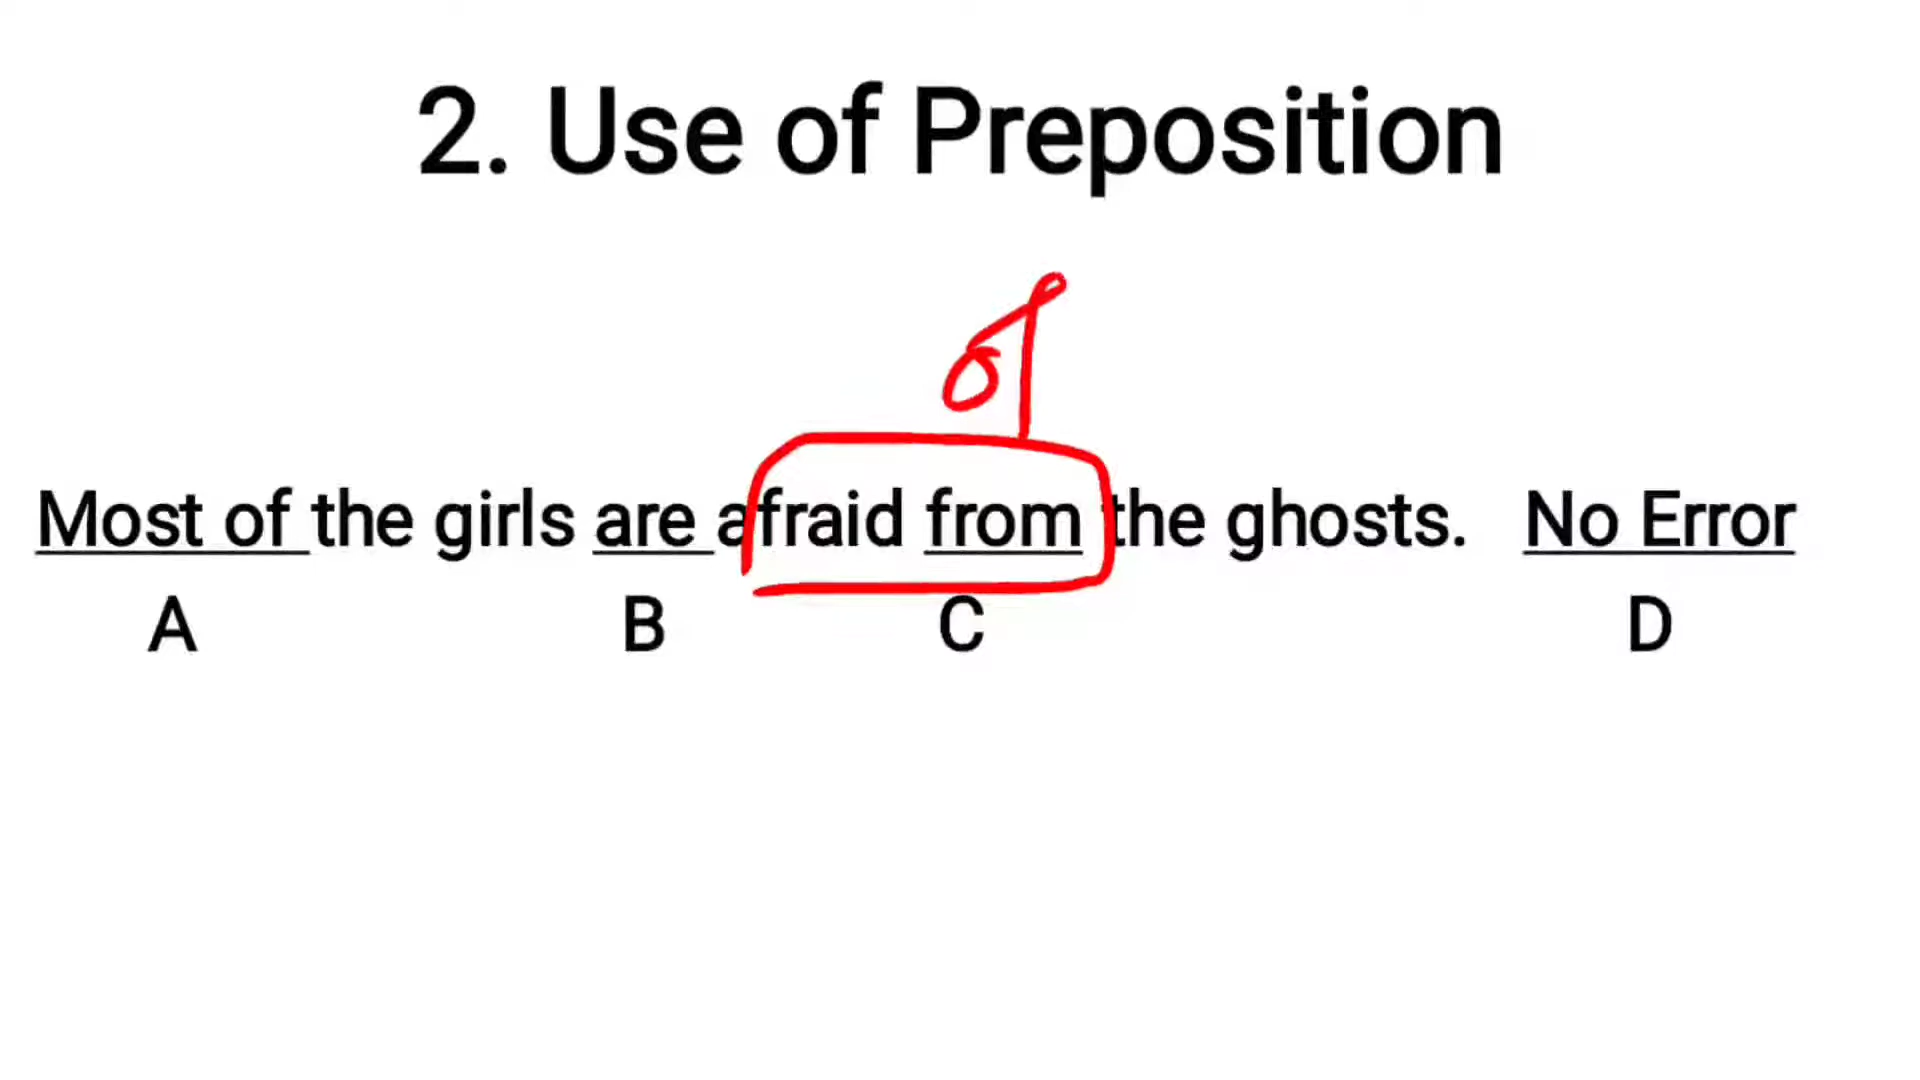 2. Use of Preposition
of
Most of the girls are afraid from the ghosts. No Error
A B C D